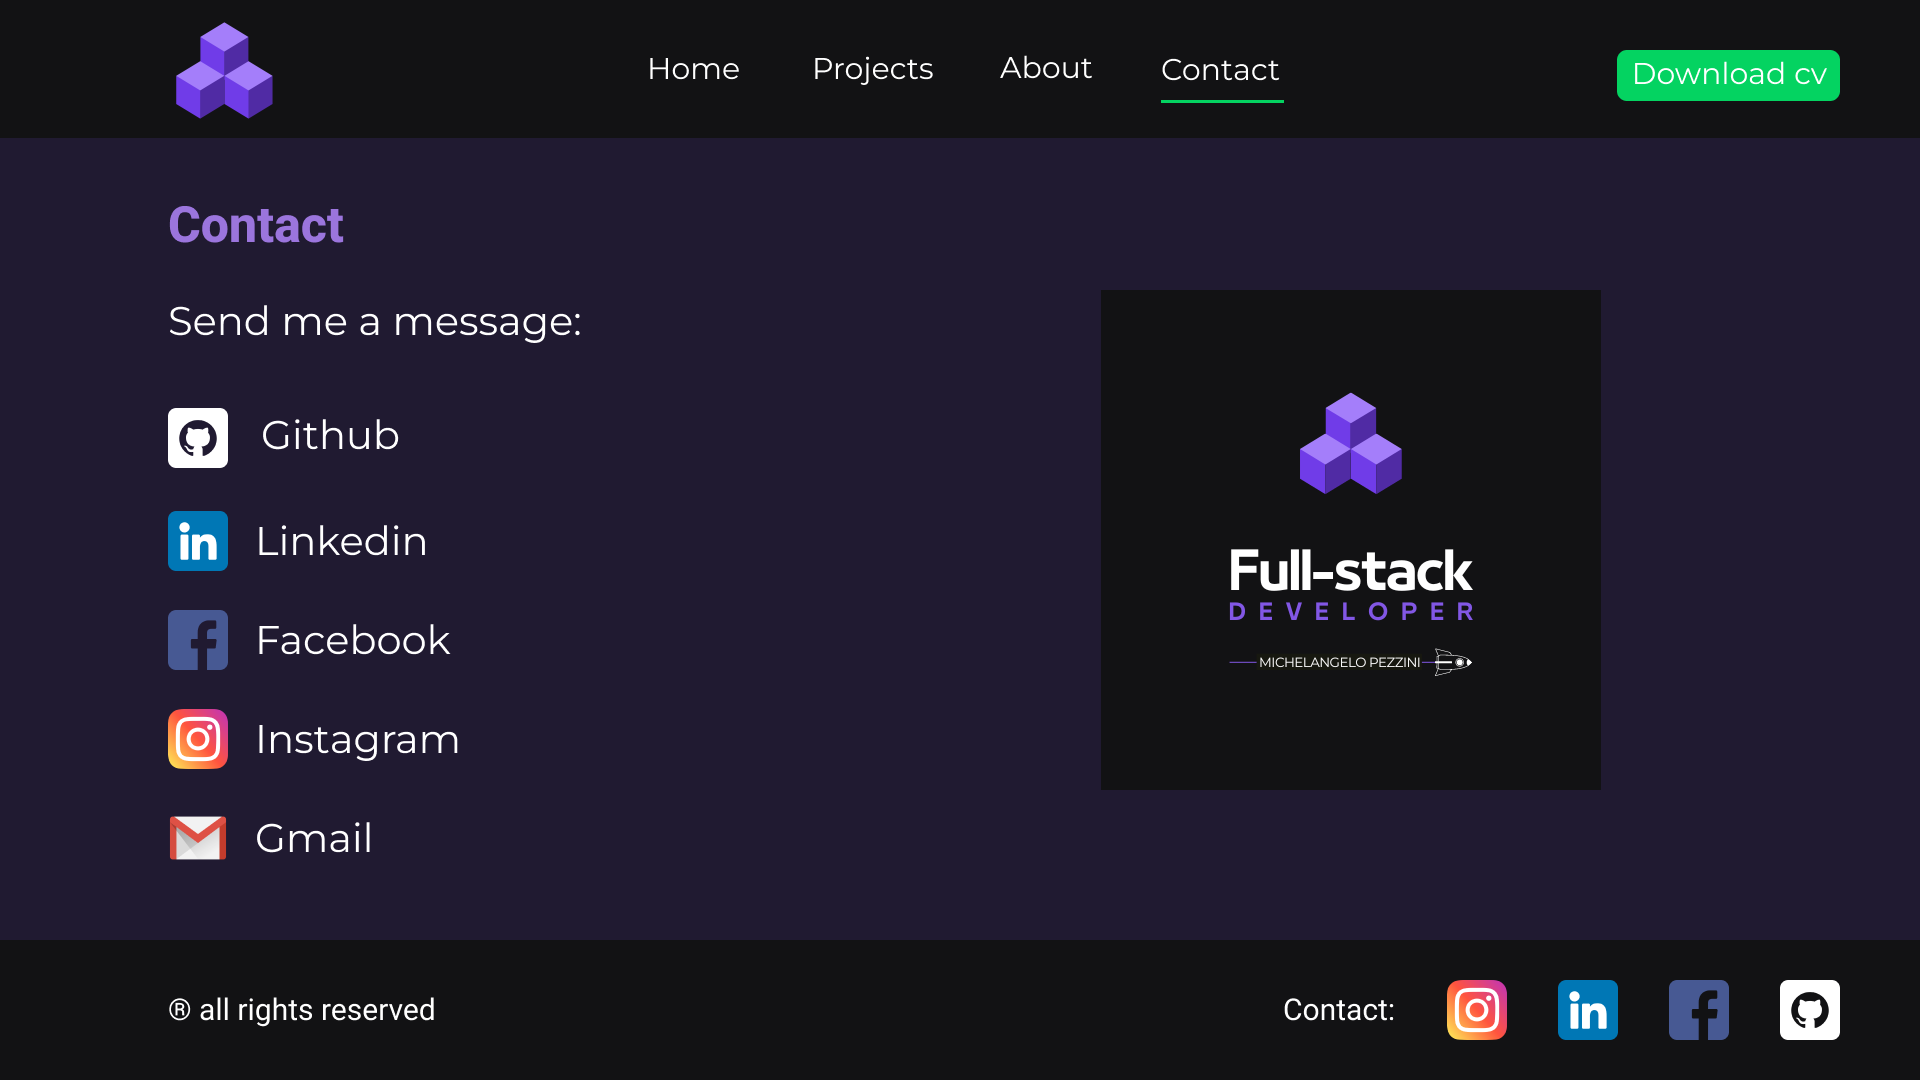 Home Projects About Contact Download cv
Contact
Send me a message:
Github
Linkedin
Facebook
Instagram
Gmail
Full-stack
DEVELOPER
MICHELANGELO PEZZINI
® all rights reserved
Contact: